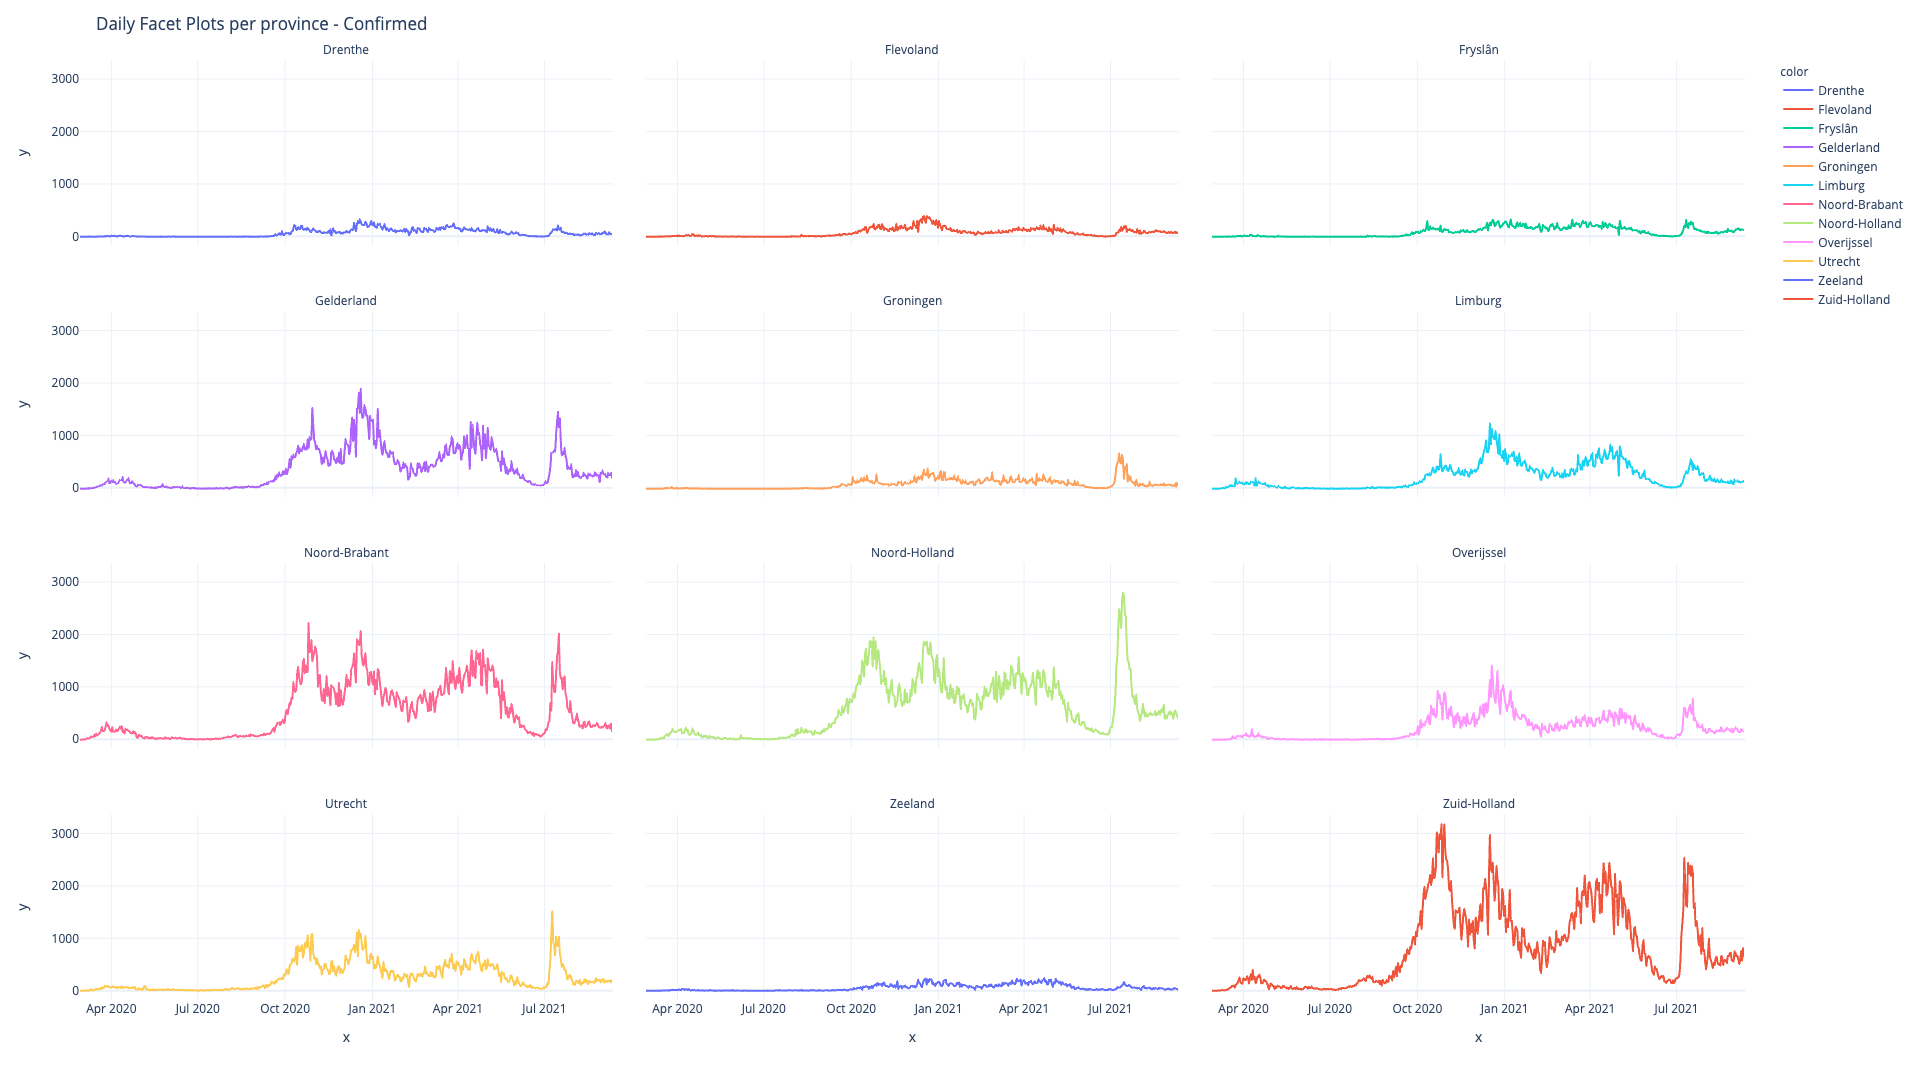 Daily Facet Plots per province - Confirmed
Drenthe
Flevoland
Fryslân
3000
2000
1000
0
y
color
Drenthe
Flevoland
Fryslân
Gelderland
Groningen
Limburg
Noord-Brabant
Noord-Holland
Overijssel
Utrecht
Zeeland
Zuid-Holland
Gelderland
Groningen
Limburg
3000
2000
1000
0
y
Noord-Brabant
Noord-Holland
Overijssel
3000
2000
1000
0
y
Utrecht
Zeeland
Zuid-Holland
3000
2000
1000
0
y
Apr 2020 Jul 2020 Oct 2020 Jan 2021 Apr 2021 Jul 2021
Apr 2020 Jul 2020 Oct 2020 Jan 2021 Apr 2021 Jul 2021
Apr 2020 Jul 2020 Oct 2020 Jan 2021 Apr 2021 Jul 2021
x
x
x